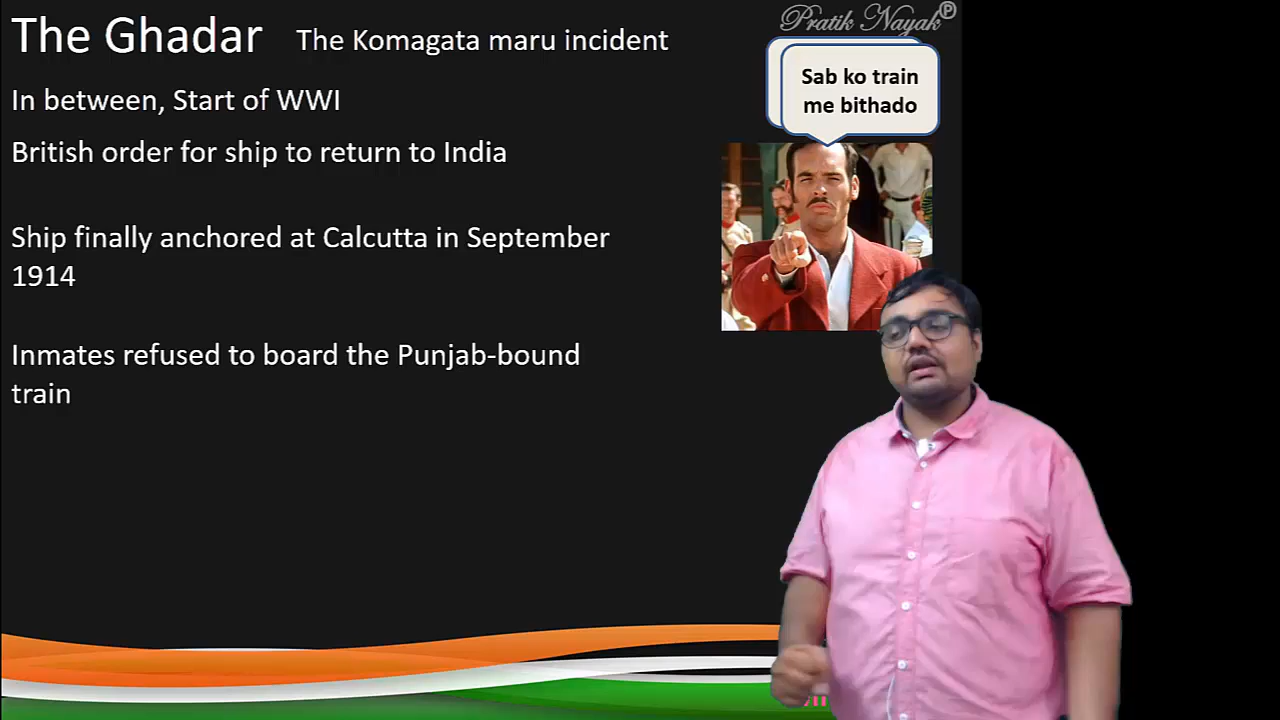 The Ghadar
The Komagata maru incident
Pratik Nayak
P
Sab ko train
me bithado
In between, Start of WWI
British order for ship to return to India
Ship finally anchored at Calcutta in September
1914
Inmates refused to board the Punjab-bound
train